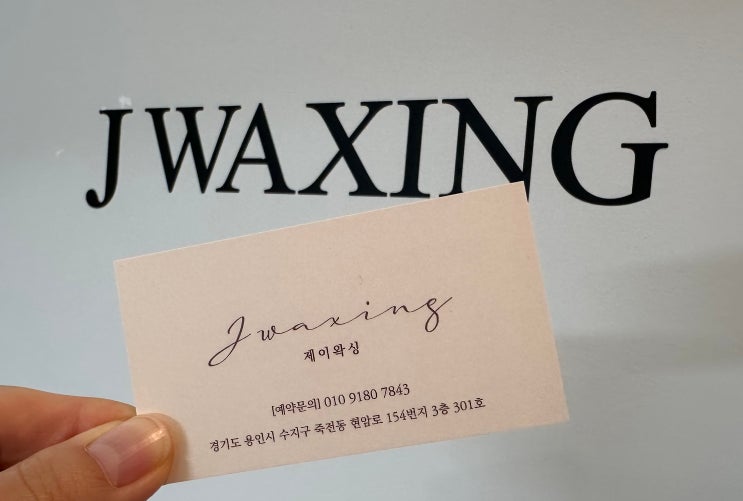 J WAXING
Jwaxing
제이왁싱
[예약문의] 010 9180 7843
경기도 용인시 수지구 죽전동 현암로 154번지 3층 301호